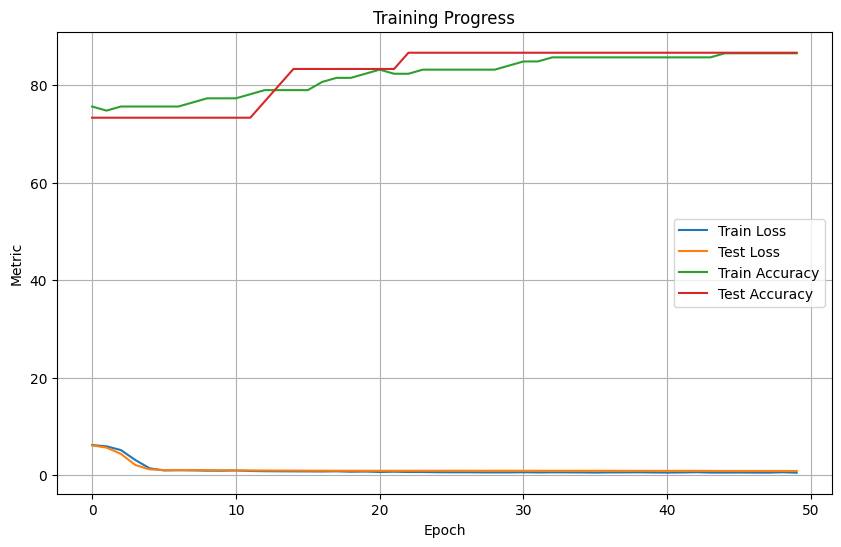 Training Progress
80
60
40
20
0
Metric
Train Loss
Test Loss
Train Accuracy
Test Accuracy
0 10 20 30 40 50
Epoch